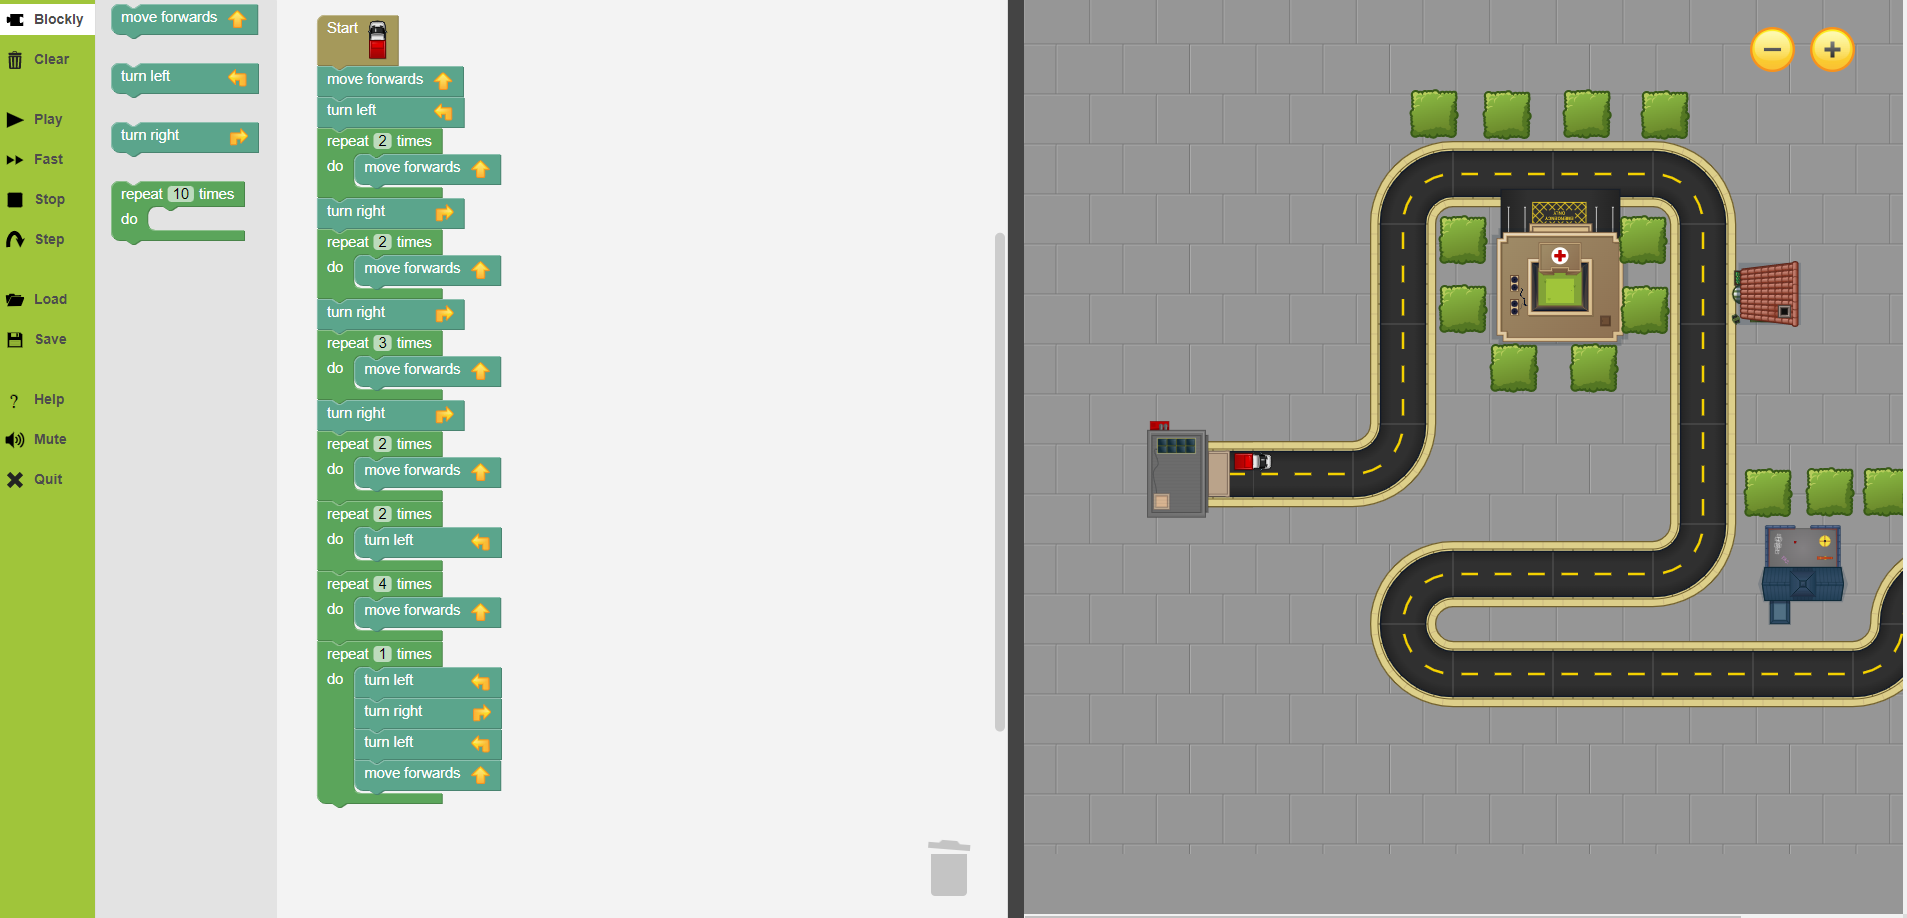 Blockly
Clear
Play
Fast
Stop
Step
Load
Save
? Help
Mute
Quit
move forwards
turn left
turn right
repeat 10 times
do
Start
move forwards
turn left
repeat 2 times
do move forwards
turn right
repeat 2 times
do move forwards
turn right
repeat 3 times
do move forwards
turn right
repeat 2 times
do move forwards
repeat 2 times
do turn left
repeat 4 times
do move forwards
repeat 1 times
do turn left
turn right
turn left
move forwards
EMERGENCY
ONLY